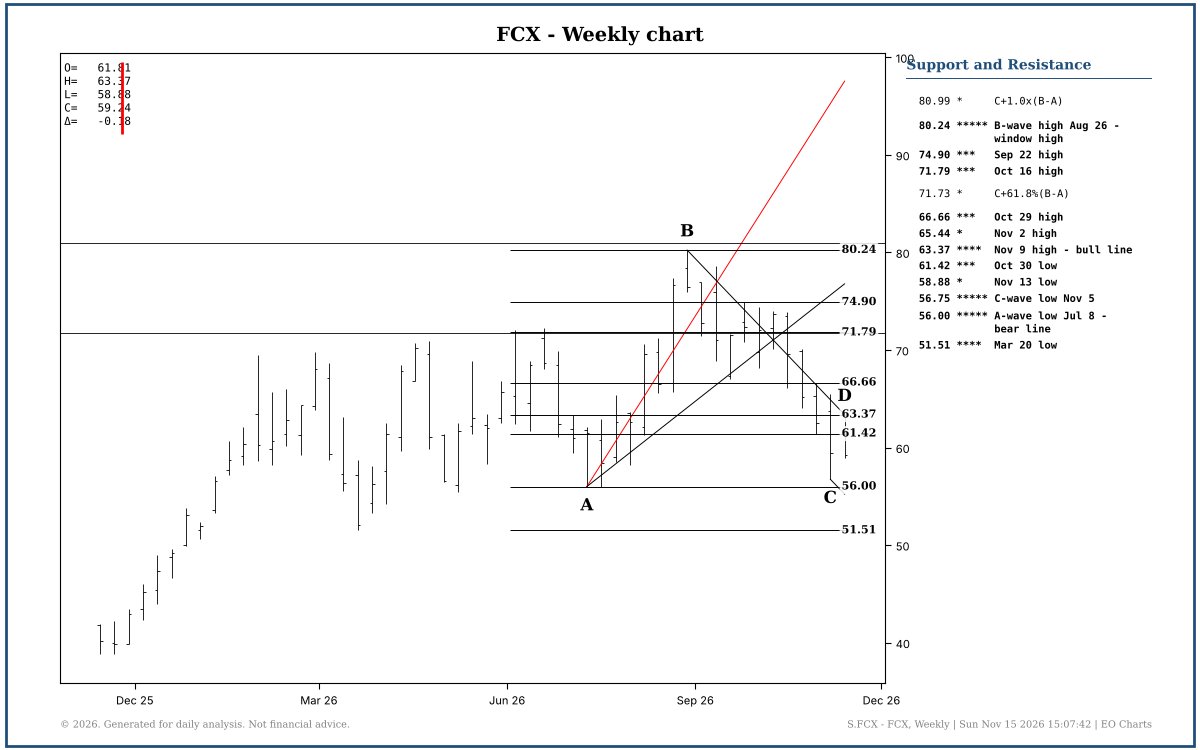 FCX - Weekly chart
O= 61.81
H= 63.37
L= 58.88
C= 59.24
Δ= -0.18
100
90
80
70
60
50
40
B
80.24
74.90
71.79
66.66
D
63.37
61.42
56.00
A
C
51.51
Dec 25
Mar 26
Jun 26
Sep 26
Dec 26
Support and Resistance
80.99 * C+1.0x(B-A)
80.24 ***** B-wave high Aug 26 -
window high
74.90 *** Sep 22 high
71.79 *** Oct 16 high
71.73 * C+61.8%(B-A)
66.66 *** Oct 29 high
65.44 * Nov 2 high
63.37 **** Nov 9 high - bull line
61.42 *** Oct 30 low
58.88 * Nov 13 low
56.75 ***** C-wave low Nov 5
56.00 ***** A-wave low Jul 8 -
bear line
51.51 **** Mar 20 low
© 2026. Generated for daily analysis. Not financial advice.
S.FCX - FCX, Weekly | Sun Nov 15 2026 15:07:42 | EO Charts